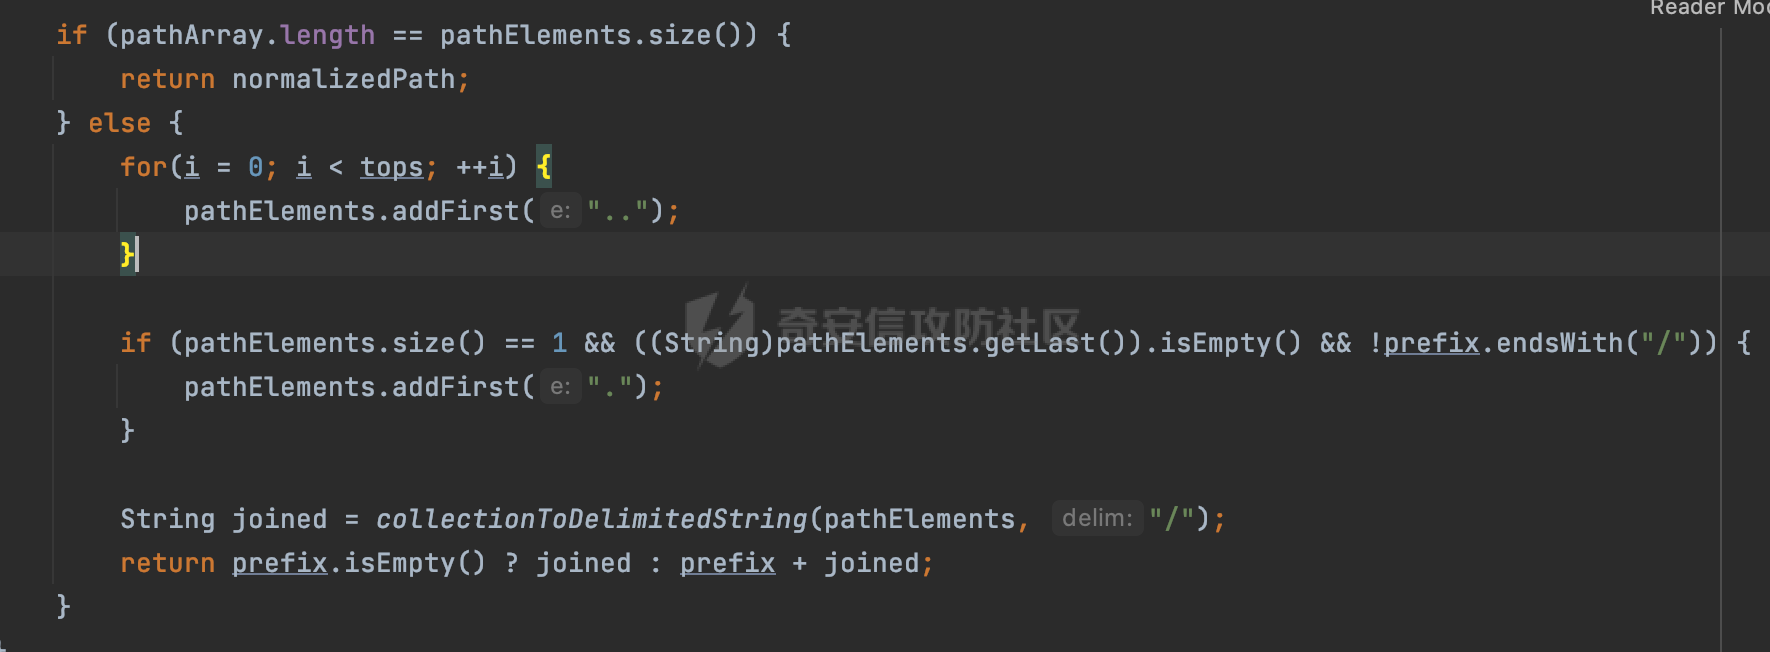 Reader Mo
if (pathArray.length == pathElements.size()) {
return normalizedPath;
} else {
for(i = 0; i < tops; ++i) {
pathElements.addFirst( e: "..");
}
奇安信攻防社区
if (pathElements.size() == 1 && ((String)pathElements.getLast()).isEmpty() && !prefix.endsWith("/")) {
pathElements.addFirst( e: ".");
}
String joined = collectionToDelimitedString(pathElements, delim: "/");
return prefix.isEmpty() ? joined : prefix + joined;
}